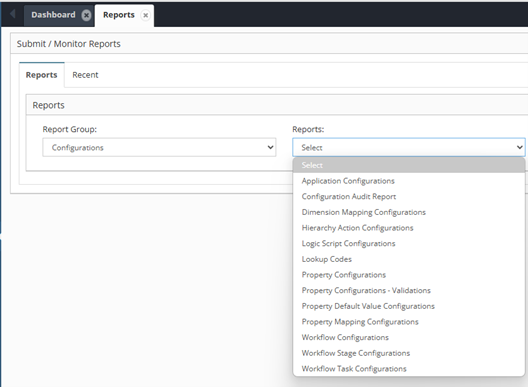 Dashboard Reports
Submit / Monitor Reports
Reports Recent
Reports
Report Group: Reports:
Configurations Select
Select
Application Configurations
Configuration Audit Report
Dimension Mapping Configurations
Hierarchy Action Configurations
Logic Script Configurations
Lookup Codes
Property Configurations
Property Configurations - Validations
Property Default Value Configurations
Property Mapping Configurations
Workflow Configurations
Workflow Stage Configurations
Workflow Task Configurations